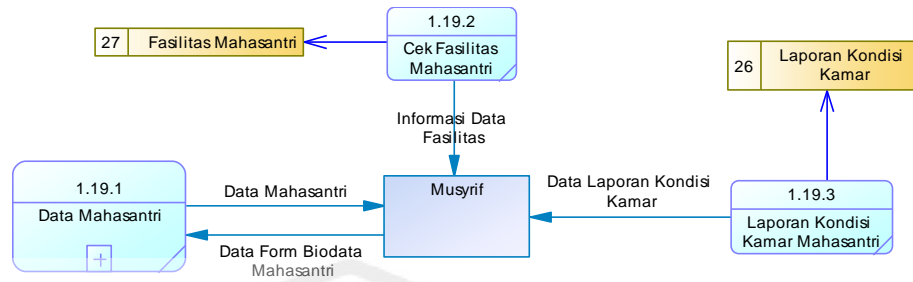 1.19.2
Cek Fasilitas
Mahasantri
27 Fasilitas Mahasantri
26 Laporan Kondisi
Kamar
Informasi Data
Fasilitas
1.19.1
Data Mahasantri
Data Mahasantri
Musyrif
Data Laporan Kondisi
Kamar
1.19.3
Laporan Kondisi
Kamar Mahasantri
Data Form Biodata
Mahasantri